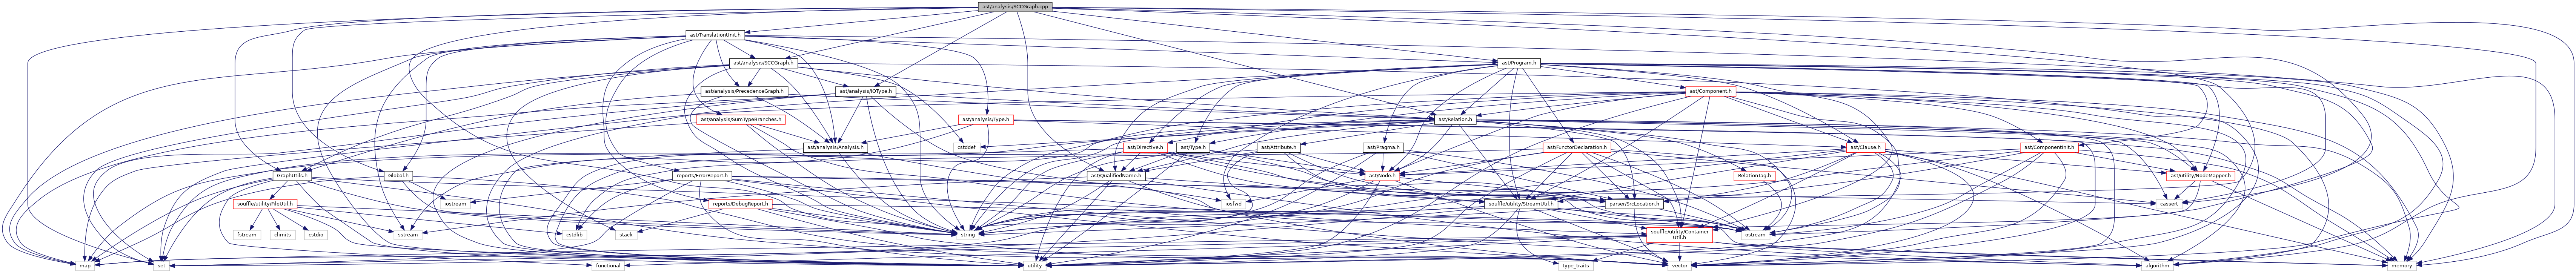 ast/analysis/SCCGraph.cpp
ast/TranslationUnit.h
ast/analysis/SCCGraph.h
ast/Program.h
ast/analysis/PrecedenceGraph.h
ast/analysis/IOType.h
ast/Component.h
ast/analysis/SumTypeBranches.h
ast/analysis/Type.h
ast/Relation.h
ast/analysis/Analysis.h
cstddef
ast/Directive.h
ast/Type.h
ast/Attribute.h
ast/Pragma.h
ast/FunctorDeclaration.h
ast/Clause.h
ast/ComponentInit.h
GraphUtils.h
Global.h
reports/ErrorReport.h
ast/QualifiedName.h
ast/Node.h
RelationTag.h
ast/utility/NodeMapper.h
souffle/utility/FileUtil.h
iostream
reports/DebugReport.h
iosfwd
souffle/utility/StreamUtil.h
parser/SrcLocation.h
cassert
fstream
climits
cstdio
sstream
cstdlib
stack
string
souffle/utility/Container
Util.h
ostream
map
set
functional
utility
type_traits
vector
algorithm
memory